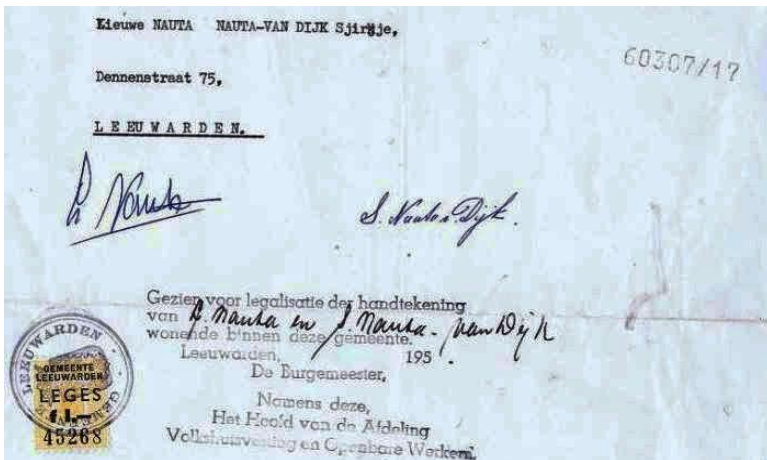 Lieuwe NAUTA NAUTA-VAN DIJK Sjirkje,
60307/17
Dennenstraat 75,
LEEUWARDEN.
L Nauta
S. Nauta v Dijk.
Gezien voor legalisatie der handtekening
van L. Nauta en S. Nauta - van Dijk
wonende binnen deze gemeente.
Leeuwarden, 195 .
De Burgemeester,
Namens deze,
Het Hoofd van de Afdeling
Volkshuisvesting en Openbare Werken.
LEEUWARDEN
GEMEENTE
LEEUWARDEN
LEGES
f 1.—
45268